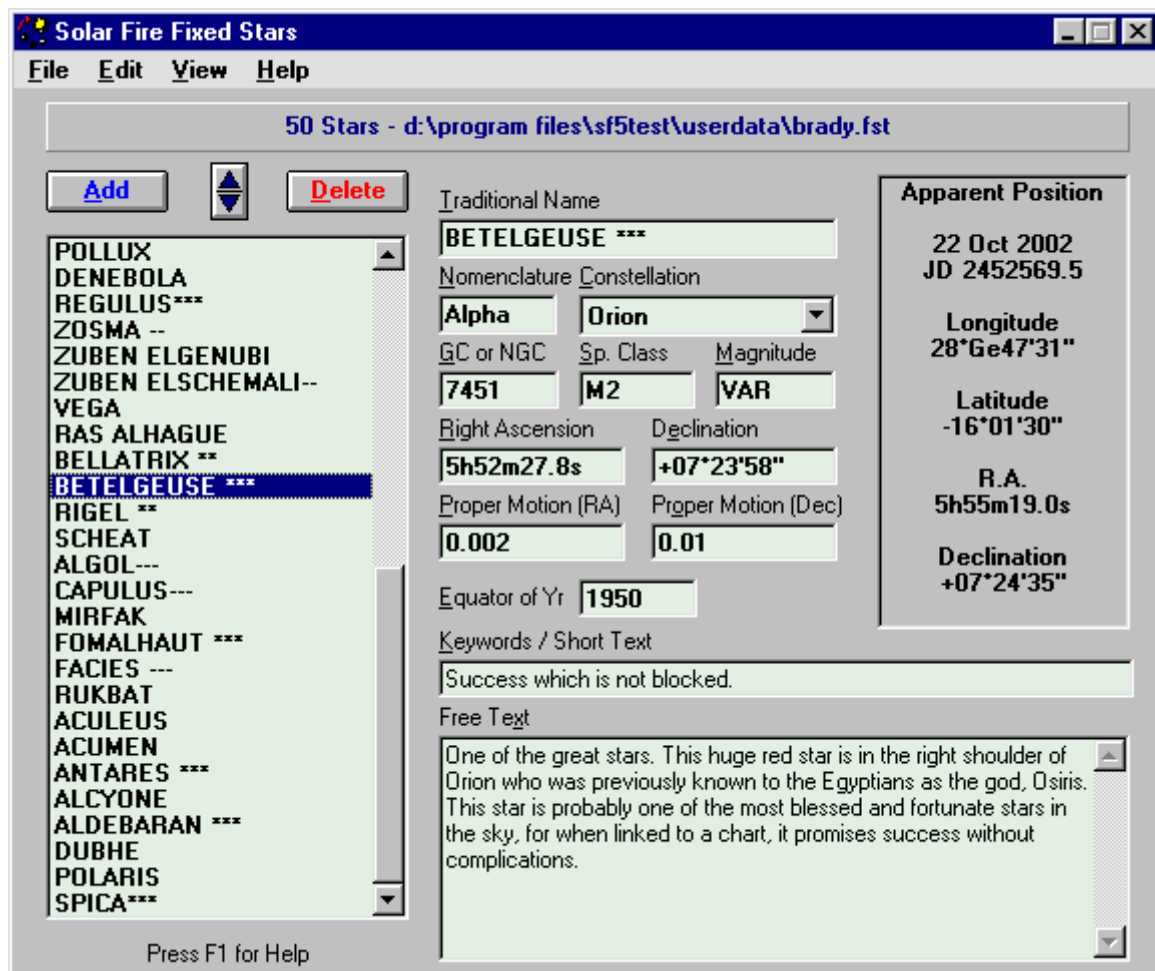 Solar Fire Fixed Stars
File Edit View Help
50 Stars - d:\program files\sf5test\userdata\brady.fst
Add
Delete
POLLUX
DENEBOLA
REGULUS***
ZOSMA --
ZUBEN ELGENUBI
ZUBEN ELSCHEMALI--
VEGA
RAS ALHAGUE
BELLATRIX **
BETELGEUSE ***
RIGEL **
SCHEAT
ALGOL---
CAPULUS---
MIRFAK
FOMALHAUT ***
FACIES ---
RUKBAT
ACULEUS
ACUMEN
ANTARES ***
ALCYONE
ALDEBARAN ***
DUBHE
POLARIS
SPICA***
Press F1 for Help
Traditional Name
BETELGEUSE ***
Nomenclature Constellation
Alpha Orion
GC or NGC Sp. Class Magnitude
7451 M2 VAR
Right Ascension Declination
5h52m27.8s +07°23'58"
Proper Motion (RA) Proper Motion (Dec)
0.002 0.01
Equator of Yr 1950
Keywords / Short Text
Success which is not blocked.
Free Text
One of the great stars. This huge red star is in the right shoulder of
Orion who was previously known to the Egyptians as the god, Osiris.
This star is probably one of the most blessed and fortunate stars in
the sky, for when linked to a chart, it promises success without
complications.
Apparent Position
22 Oct 2002
JD 2452569.5
Longitude
28°Ge47'31"
Latitude
-16°01'30"
R.A.
5h55m19.0s
Declination
+07°24'35"